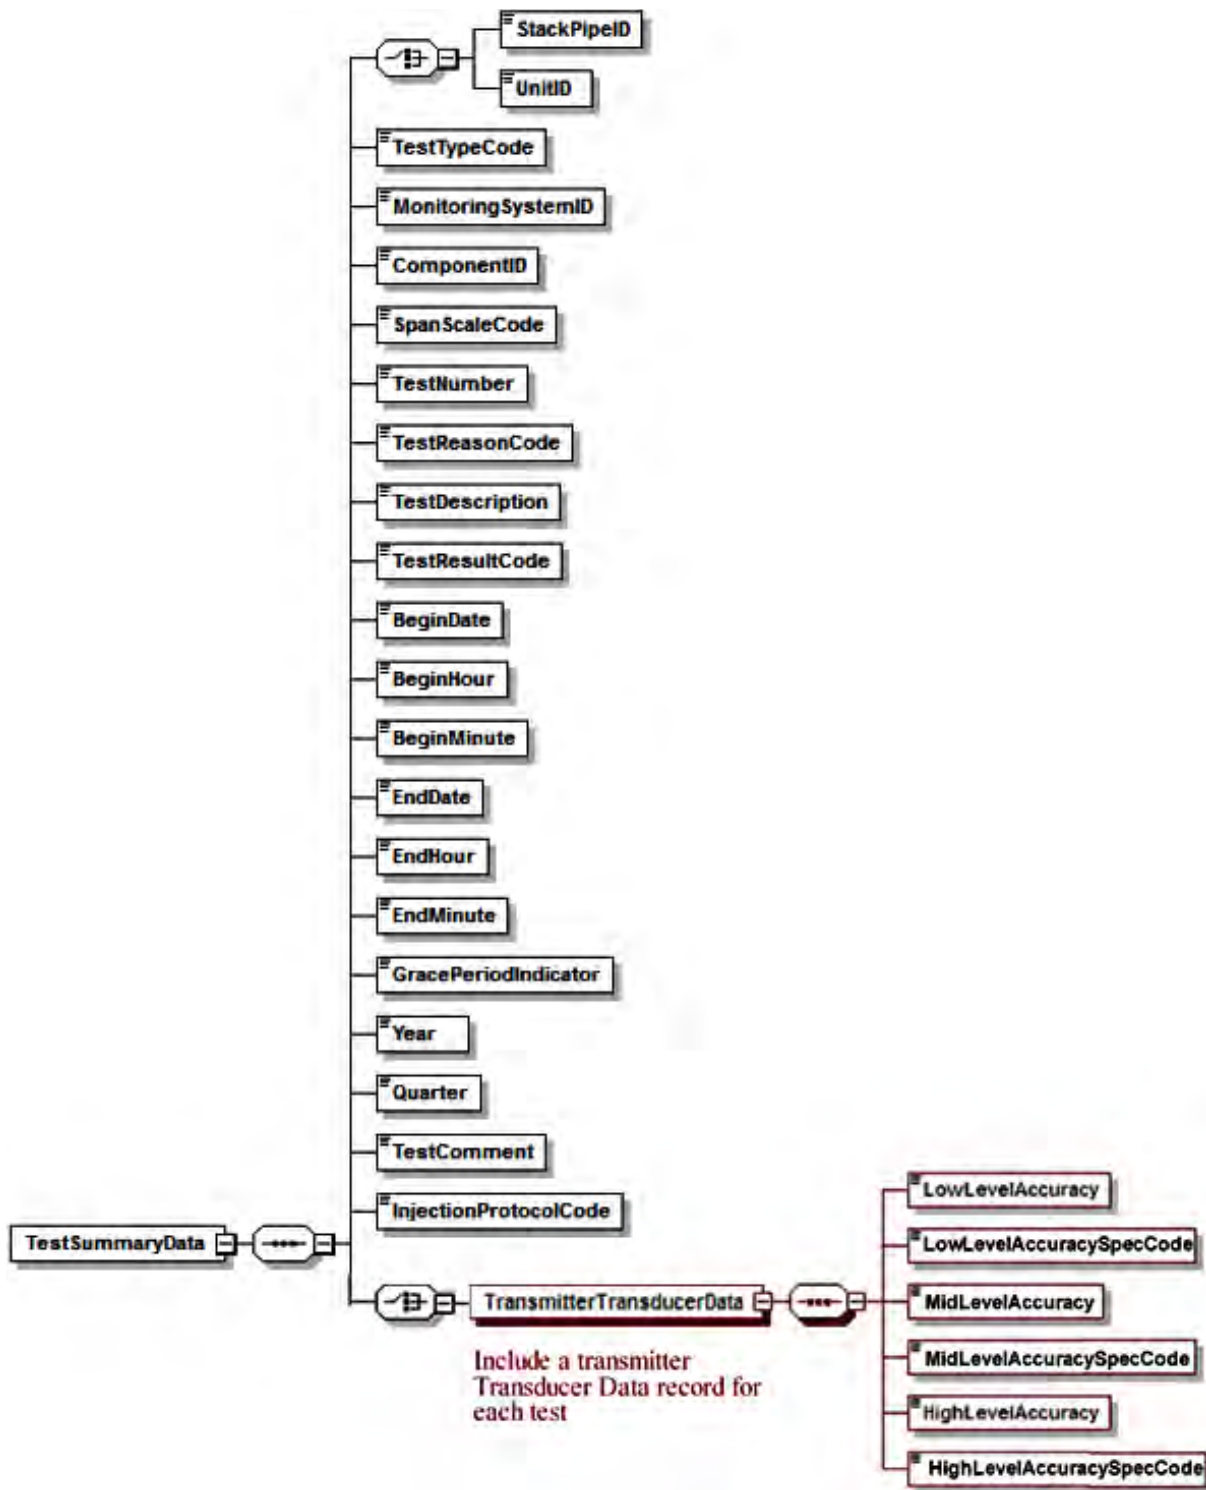 StackPipeID
UnitID
TestTypeCode
MonitoringSystemID
ComponentID
SpanScaleCode
TestNumber
TestReasonCode
TestDescription
TestResultCode
BeginDate
BeginHour
BeginMinute
EndDate
EndHour
EndMinute
GracePeriodIndicator
Year
Quarter
TestComment
InjectionProtocolCode
TestSummaryData
TransmitterTransducerData
Include a transmitter
Transducer Data record for
each test
LowLevelAccuracy
LowLevelAccuracySpecCode
MidLevelAccuracy
MidLevelAccuracySpecCode
HighLevelAccuracy
HighLevelAccuracySpecCode